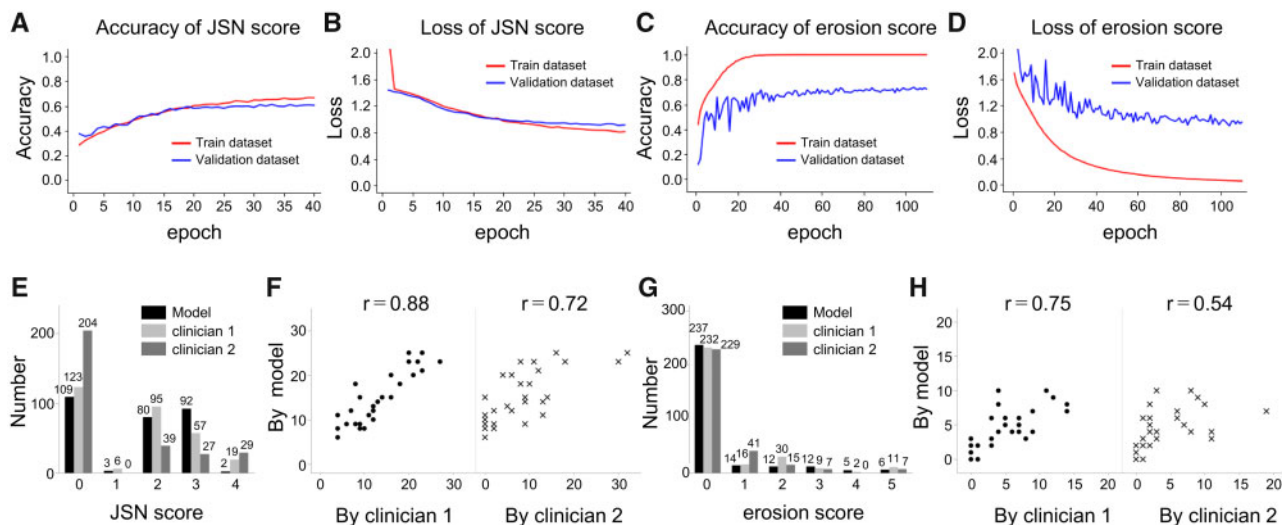 A Accuracy of JSN score
1.0
0.8
0.6
0.4
0.2
0.0
Accuracy
Train dataset
Validation dataset
0 5 10 15 20 25 30 35 40
epoch
B Loss of JSN score
2.0
1.6
1.2
0.8
0.4
0.0
Loss
Train dataset
Validation dataset
0 5 10 15 20 25 30 35 40
epoch
C Accuracy of erosion score
1.0
0.8
0.6
0.4
0.2
0.0
Accuracy
Train dataset
Validation dataset
0 20 40 60 80 100
epoch
D Loss of erosion score
2.0
1.6
1.2
0.8
0.4
0.0
Loss
Train dataset
Validation dataset
0 20 40 60 80 100
epoch
E
Model
clinician 1
clinician 2
200
100
0
Number
109 123 204
3 6 0
80 95 39
92 57 27
2 19 29
0 1 2 3 4
JSN score
F
r = 0.88 r = 0.72
30
20
10
0
By model
0 10 20 30 0 10 20 30
By clinician 1 By clinician 2
G
Model
clinician 1
clinician 2
300
200
100
0
Number
237 232 229
14 16 41
12 30 15
12 9 7
5 2 0
6 11 7
0 1 2 3 4 5
erosion score
H
r = 0.75 r = 0.54
20
15
10
5
0
By model
0 5 10 15 20 0 5 10 15 20
By clinician 1 By clinician 2